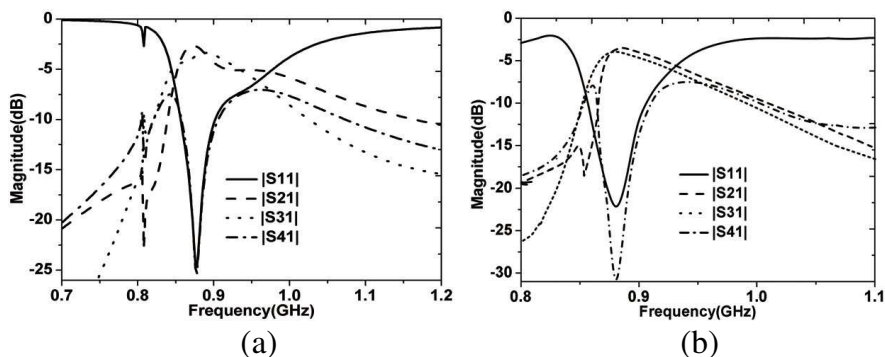 0
-5
-10
-15
-20
-25
Magnitude(dB)
|S11|
|S21|
|S31|
|S41|
0.7 0.8 0.9 1.0 1.1 1.2
Frequency(GHz)
(a)
0
-5
-10
-15
-20
-25
-30
Magnitude(dB)
|S11|
|S21|
|S31|
|S41|
0.8 0.9 1.0 1.1
Frequency(GHz)
(b)